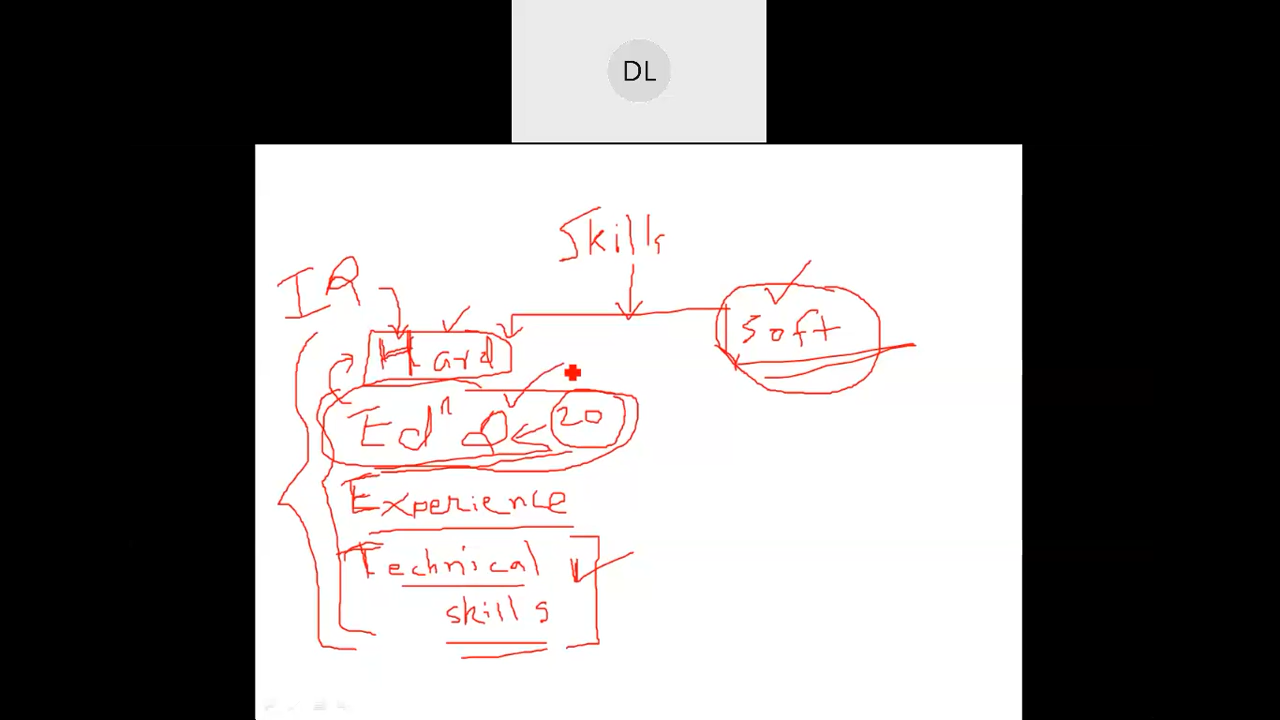 DL
Skills
IQ
Hard
Soft
Edn Q 20
Experience
Technical
skills